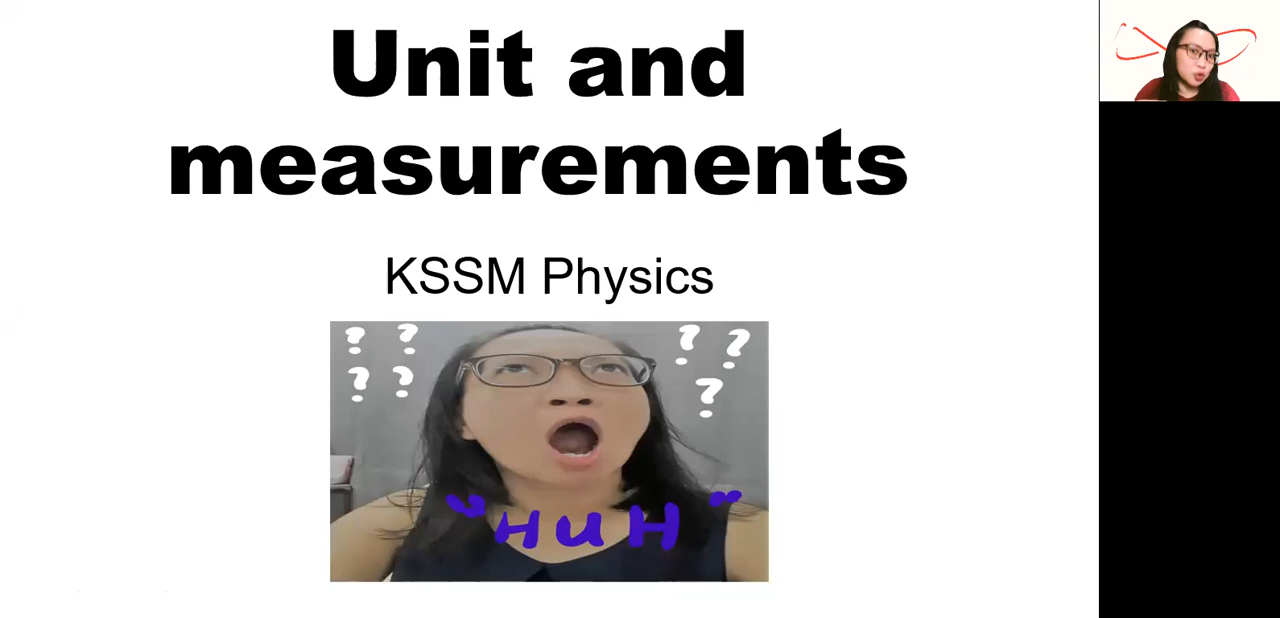 Unit and
measurements
KSSM Physics
? ? ? ?
? ? ?
"HUH"